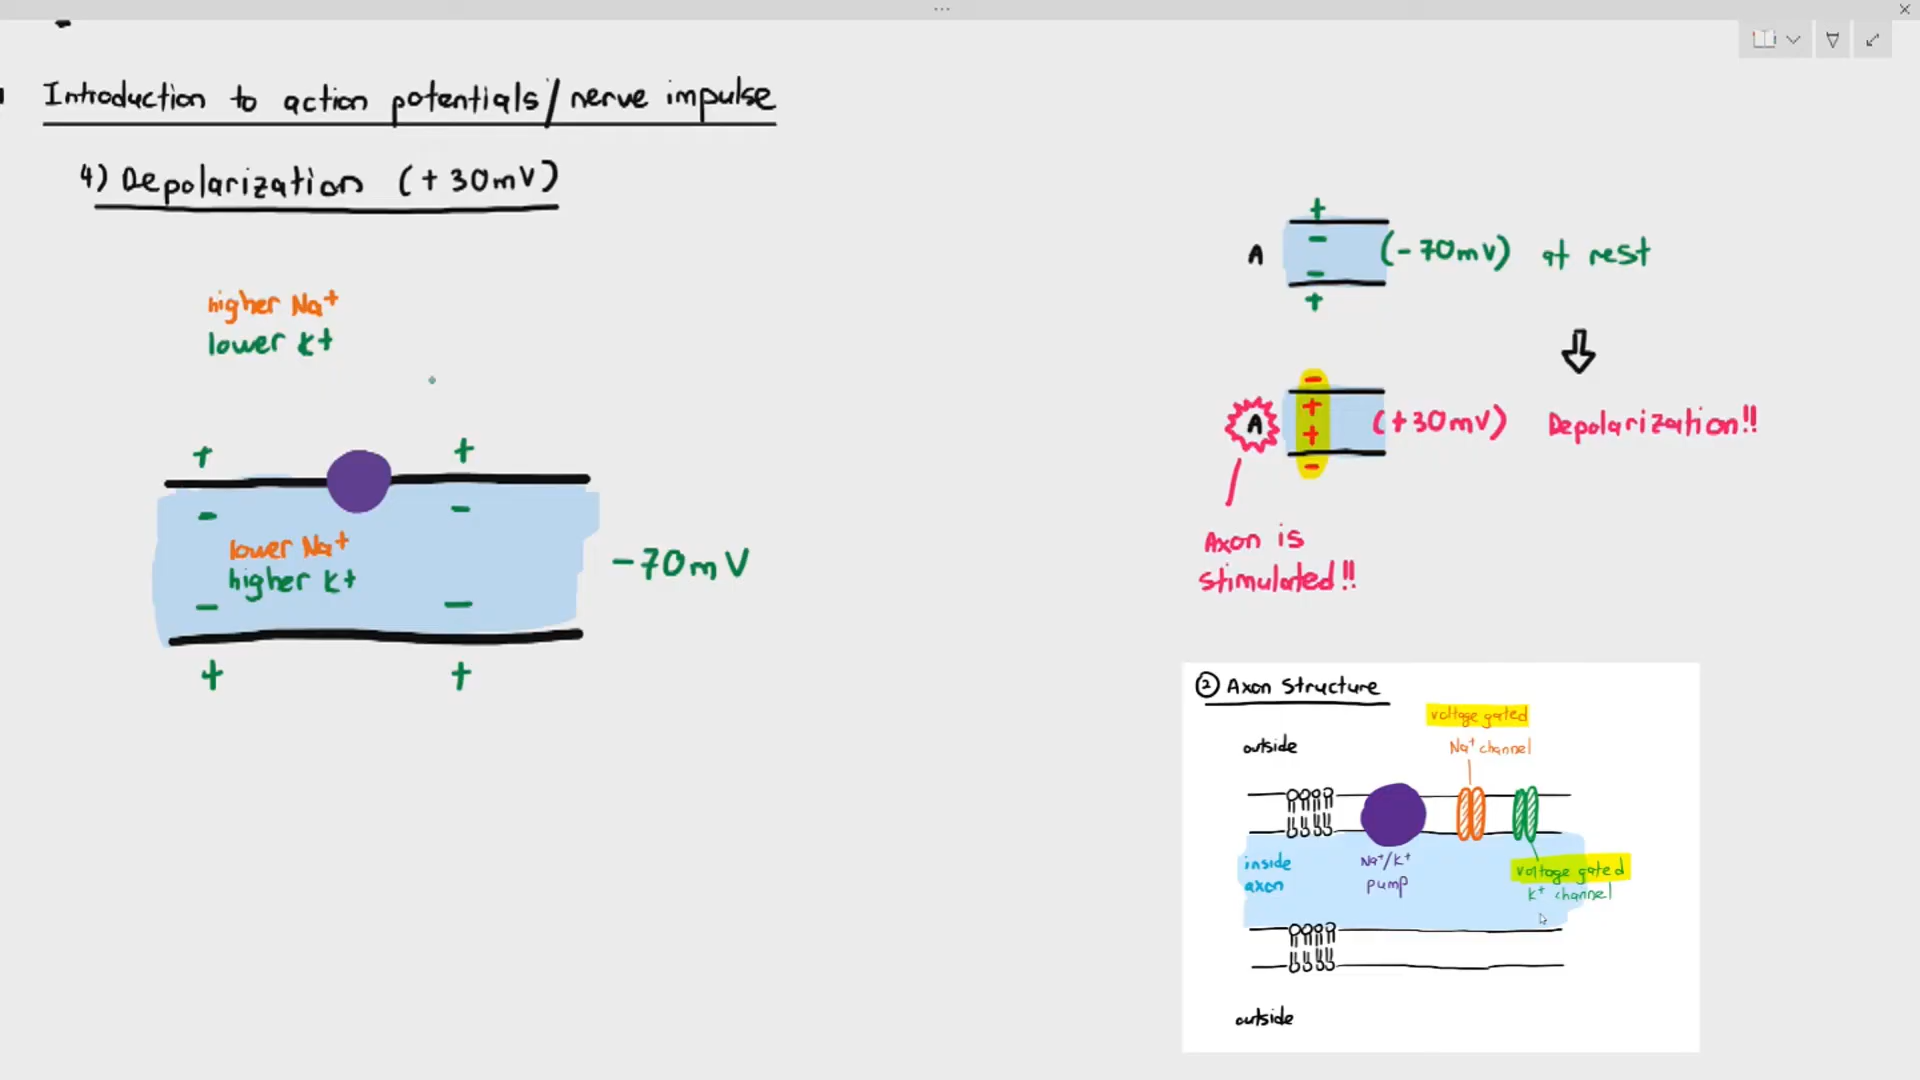 Introduction to action potentials/nerve impulse
4) Depolarization (+30mV)
higher Na+
lower K+
+ +
- -
lower Na+
higher K+
- -
+ +
-70mV
+
-
A (-70mV) at rest
-
+
-
+
A (+30mV) Depolarization!!
+
-
Axon is
stimulated!!
② Axon Structure
voltage gated
Na+ channel
outside
inside
axon
Na+/K+
pump
voltage gated
K+ channel
outside